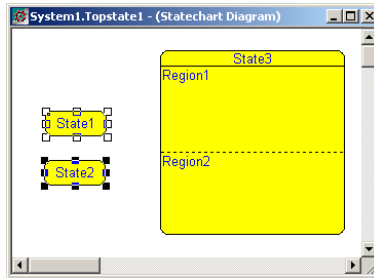 System1.Topstate1 - (Statechart Diagram)
State3
Region1
State1
Region2
State2